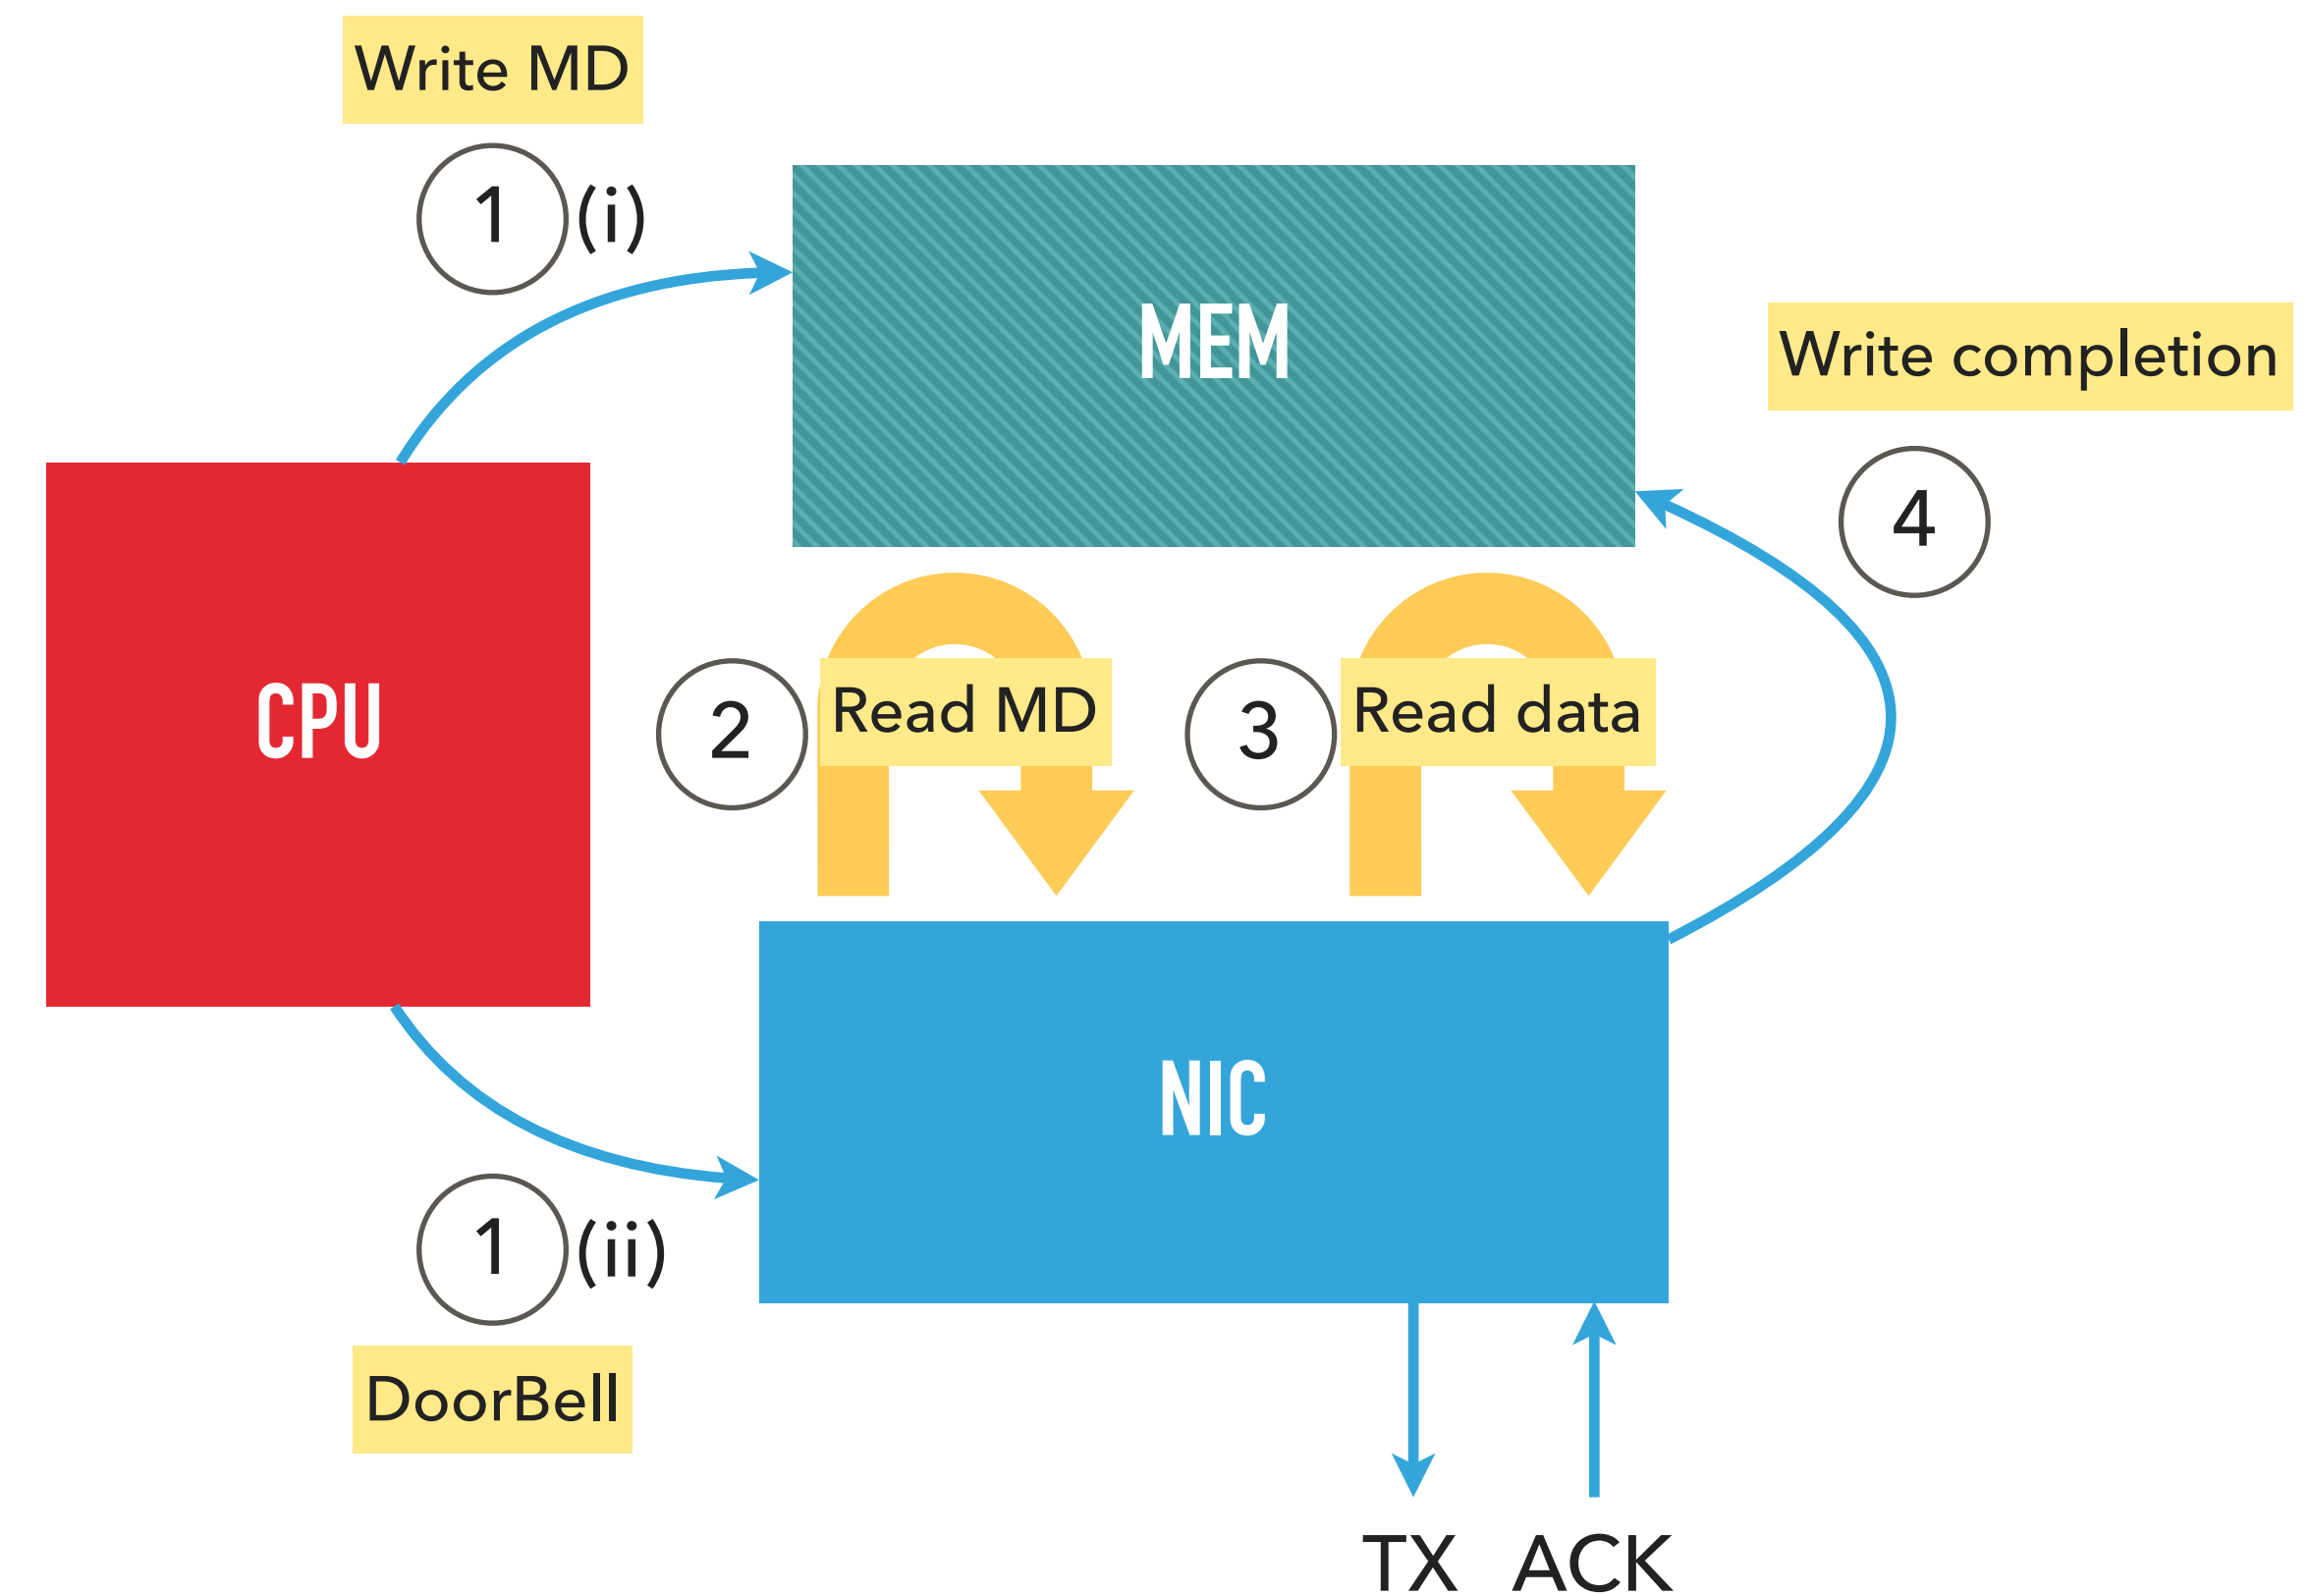 Write MD
1 (i)
MEM
Write completion
4
CPU
2
Read MD
3
Read data
NIC
1 (ii)
DoorBell
TX ACK